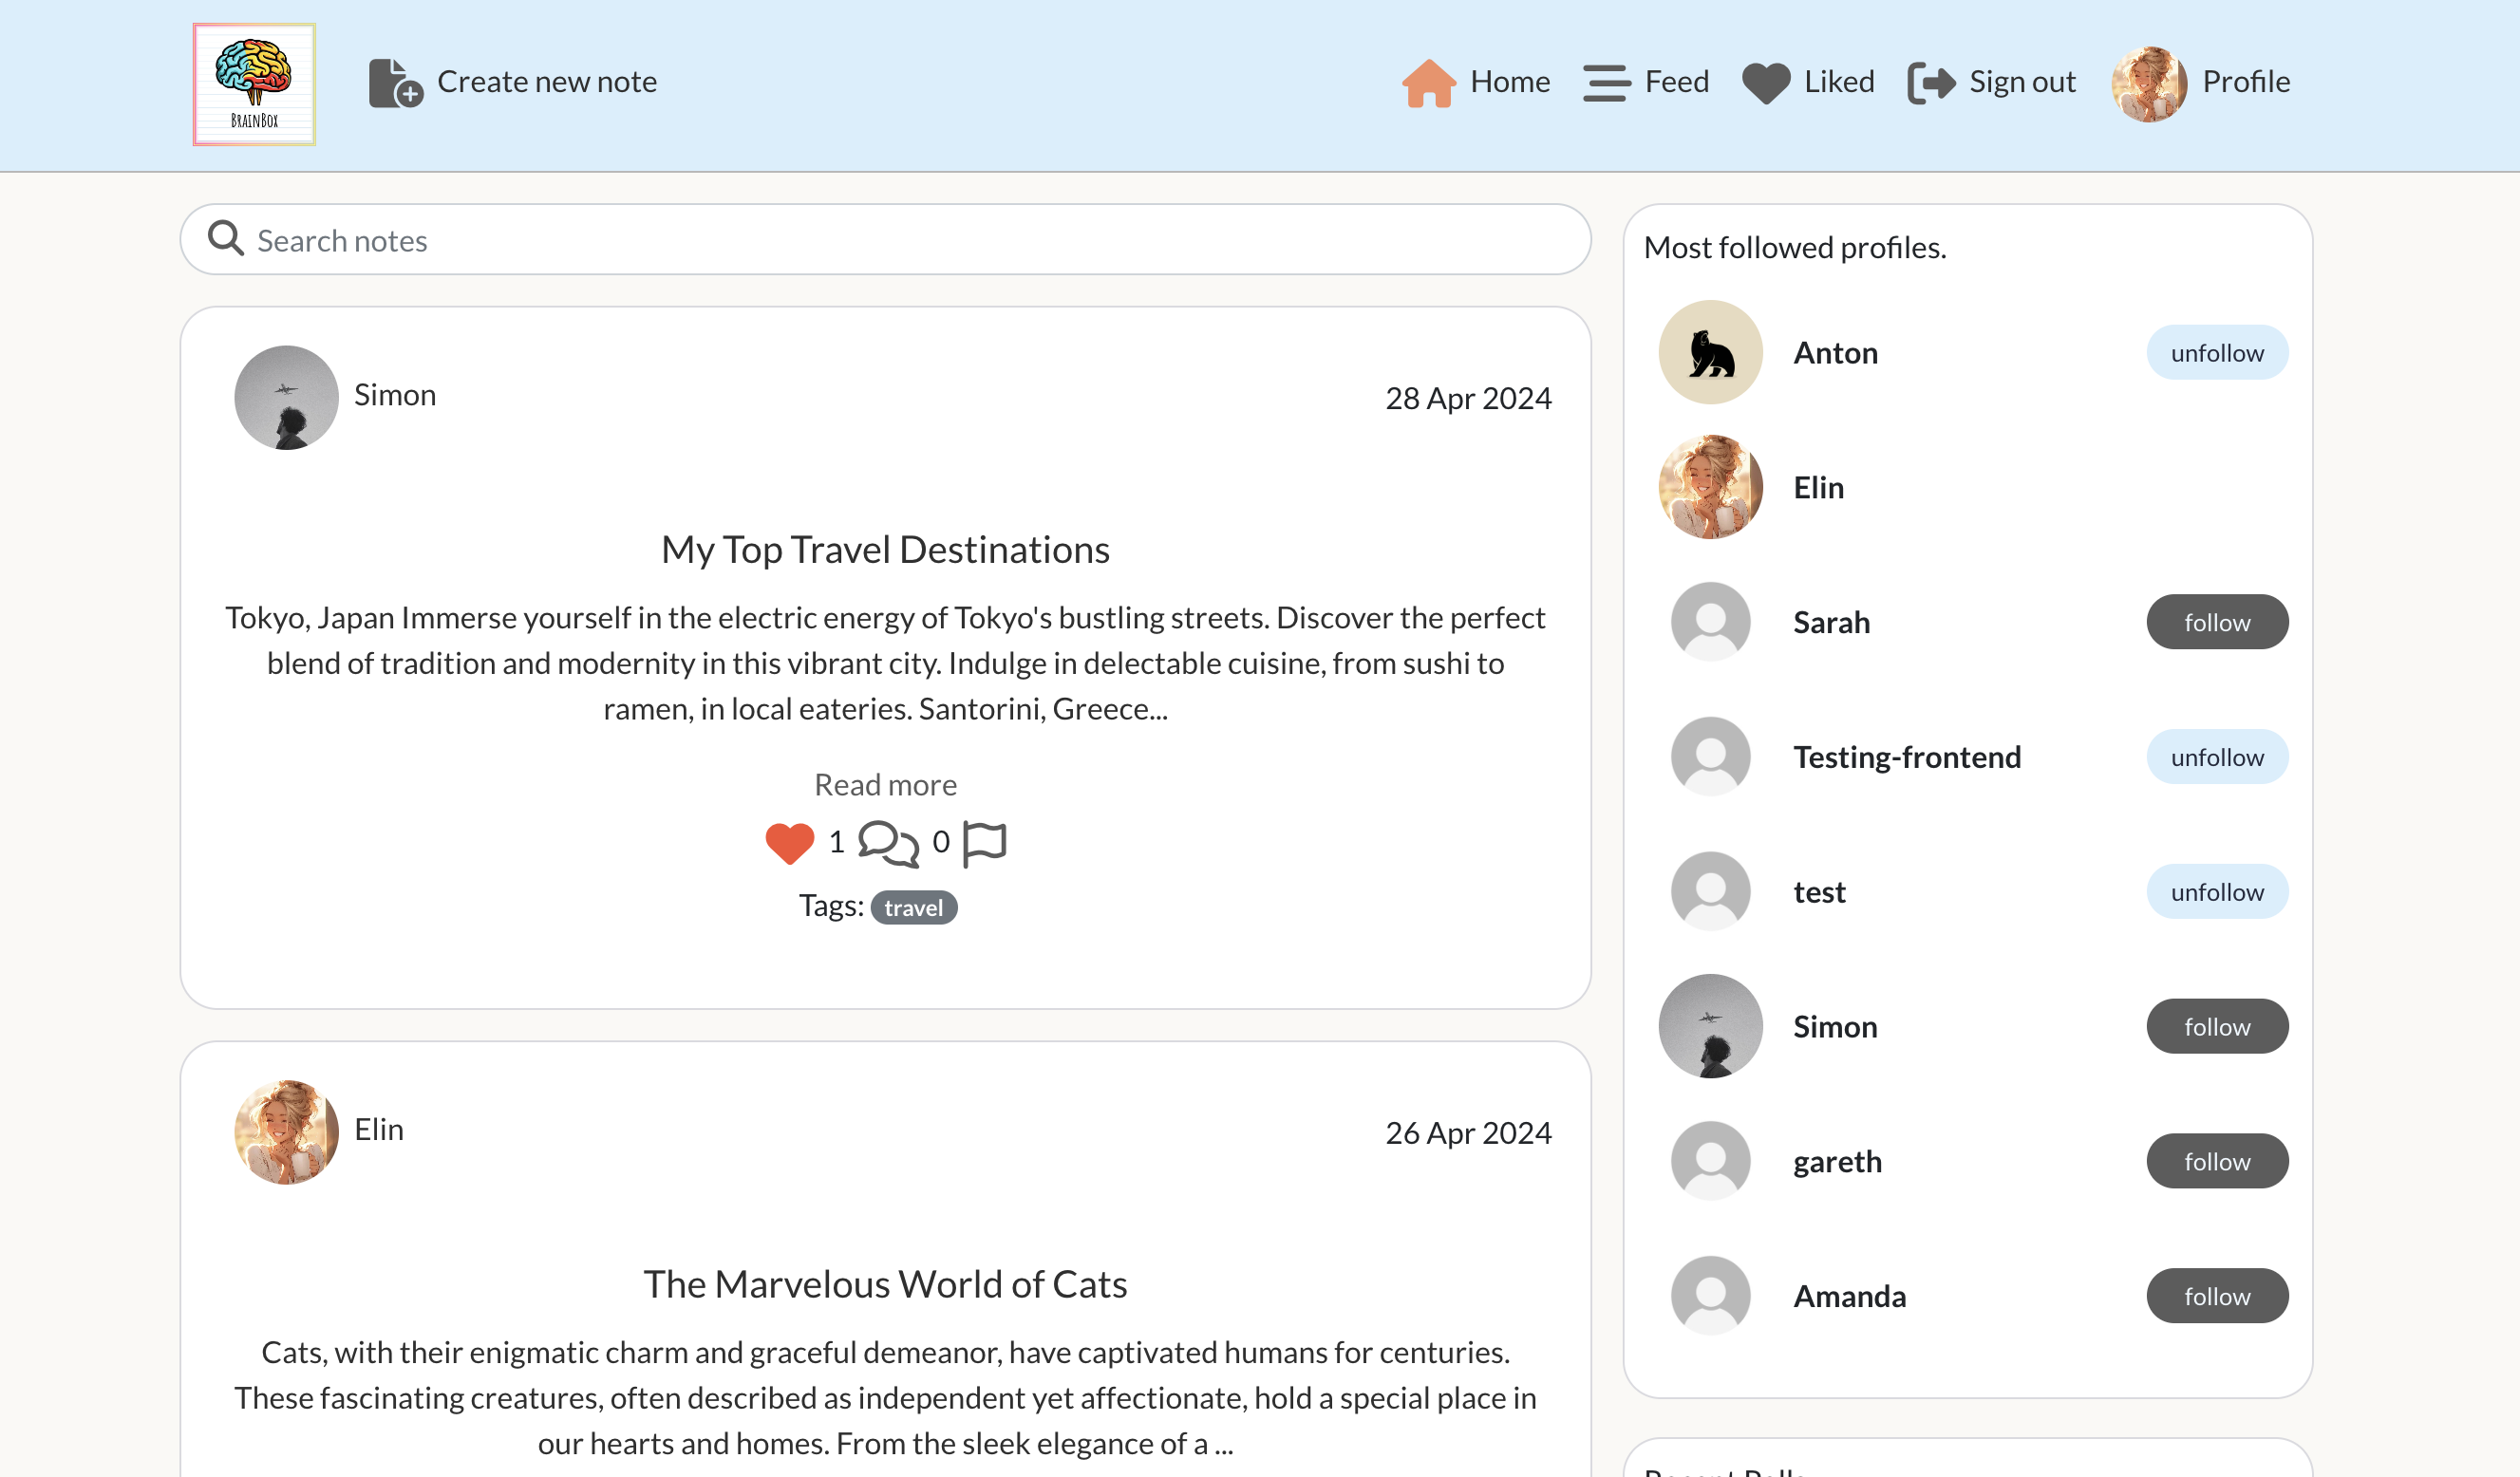 BRAINBOX
Create new note
Home
Feed
Liked
Sign out
Profile
Search notes
Simon
28 Apr 2024
My Top Travel Destinations
Tokyo, Japan Immerse yourself in the electric energy of Tokyo's bustling streets. Discover the perfect
blend of tradition and modernity in this vibrant city. Indulge in delectable cuisine, from sushi to
ramen, in local eateries. Santorini, Greece...
Read more
1 0
Tags: travel
Elin
26 Apr 2024
The Marvelous World of Cats
Cats, with their enigmatic charm and graceful demeanor, have captivated humans for centuries.
These fascinating creatures, often described as independent yet affectionate, hold a special place in
our hearts and homes. From the sleek elegance of a ...
Most followed profiles.
Anton unfollow
Elin
Sarah follow
Testing-frontend unfollow
test unfollow
Simon follow
gareth follow
Amanda follow